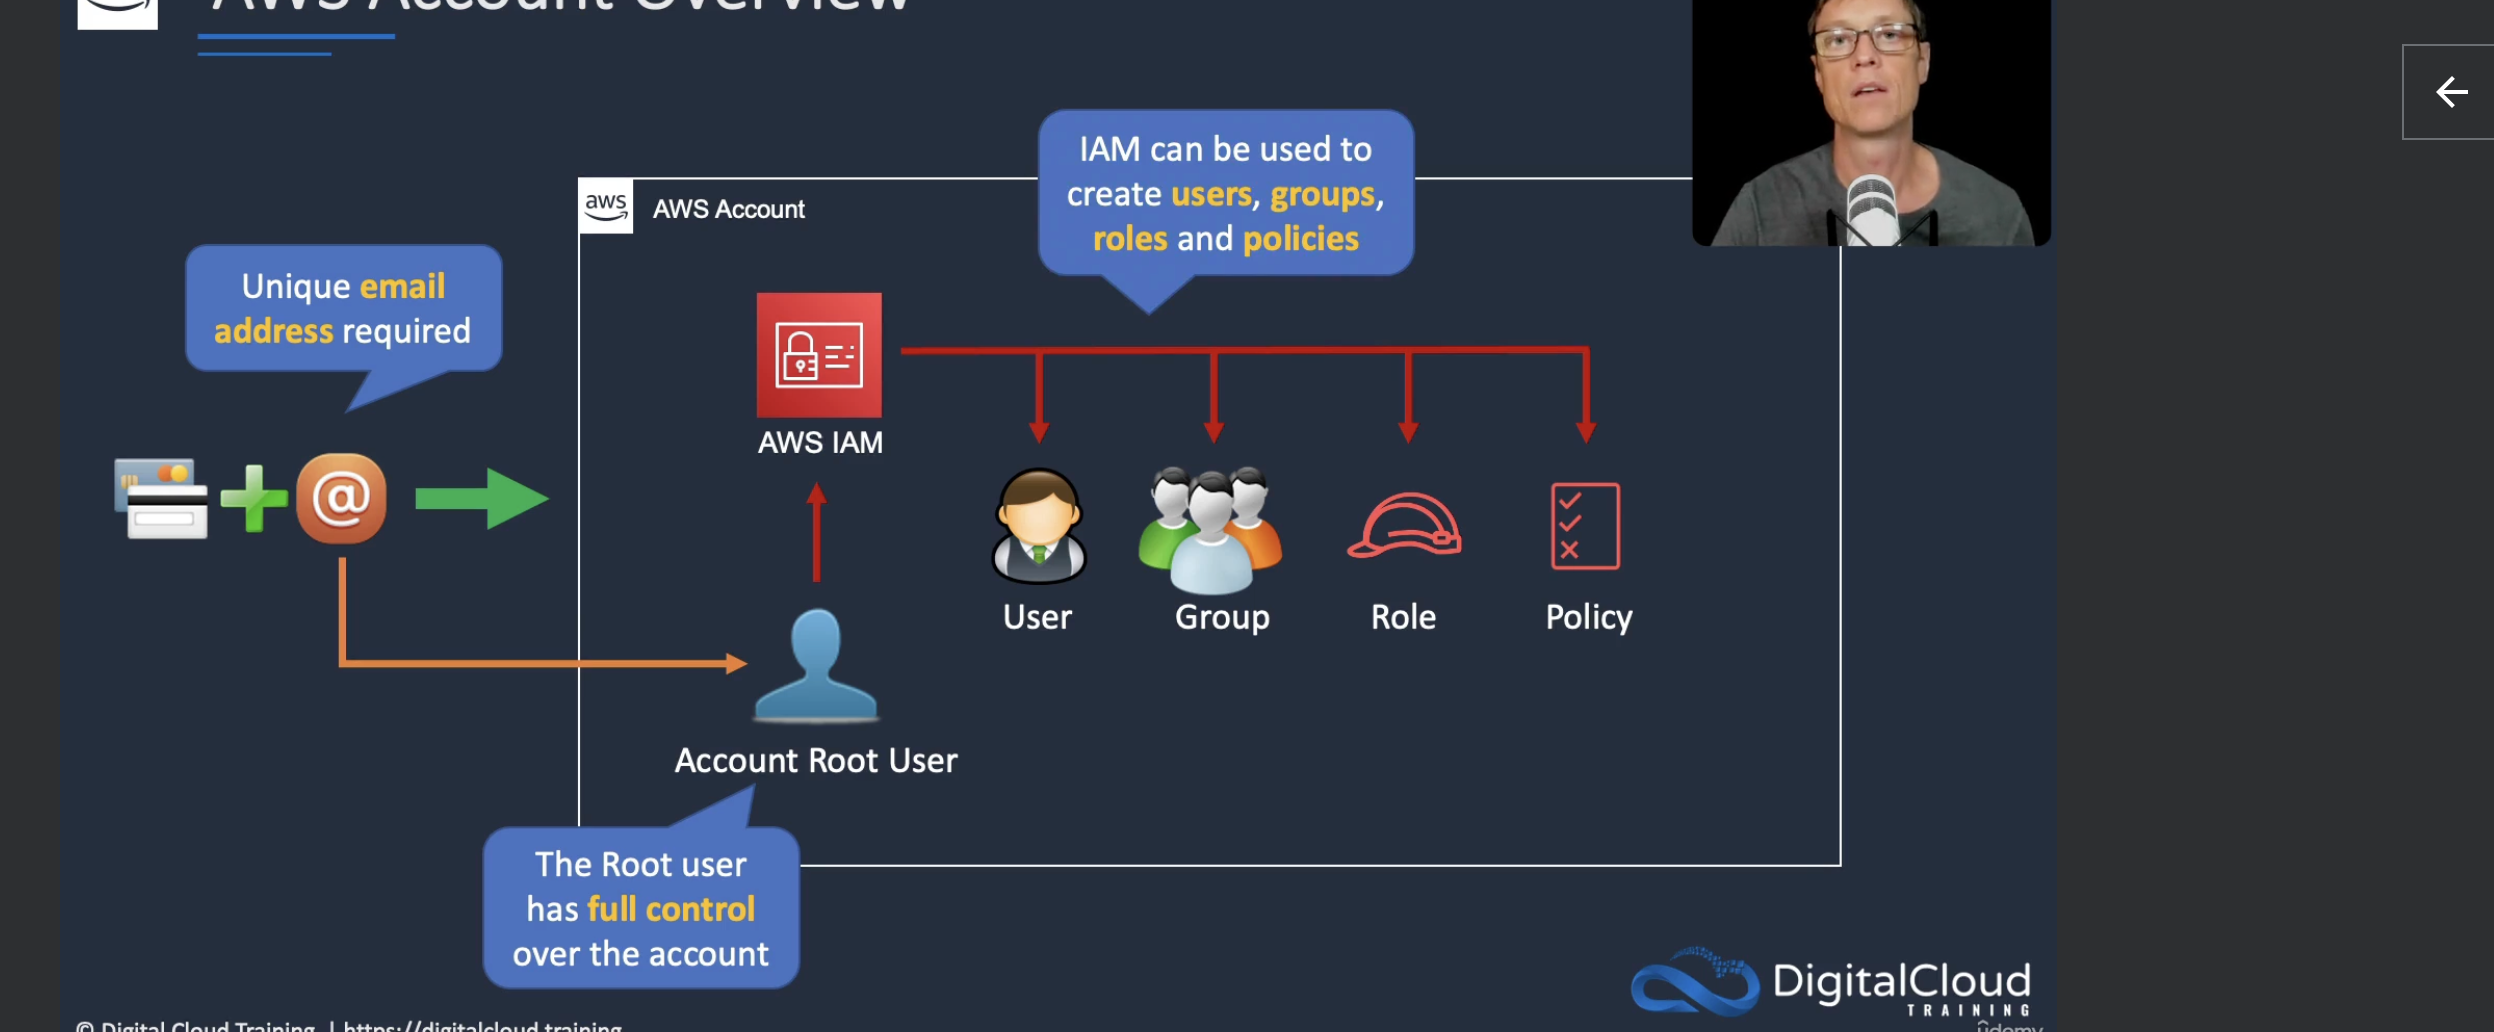 AWS Account Overview
IAM can be used to
create users, groups,
roles and policies
aws
AWS Account
Unique email
address required
AWS IAM
@
User
Group
Role
Policy
Account Root User
The Root user
has full control
over the account
DigitalCloud
TRAINING
© Digital Cloud Training | https://digitalcloud.training
ûdemy